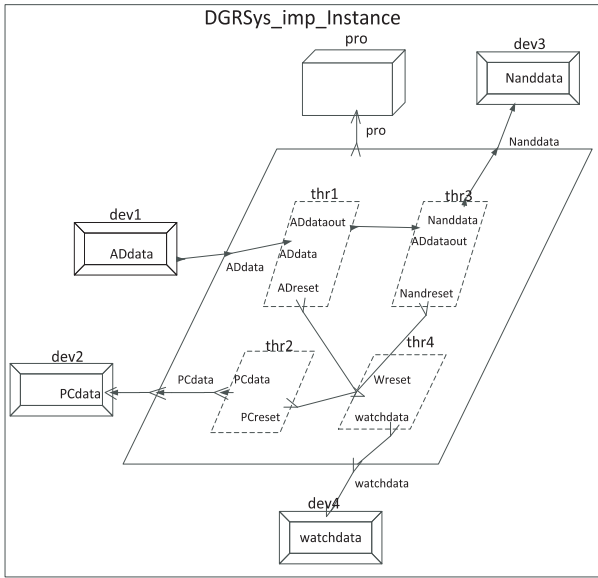 DGRSys_imp_Instance
pro
dev3
Nanddata
pro
Nanddata
thr1
thr3
dev1
ADdataout
Nanddata
ADdataout
ADdata
ADdata
ADdata
ADreset
Nandreset
thr2
thr4
dev2
PCdata
PCdata
PCdata
Wreset
PCreset
watchdata
watchdata
dev4
watchdata